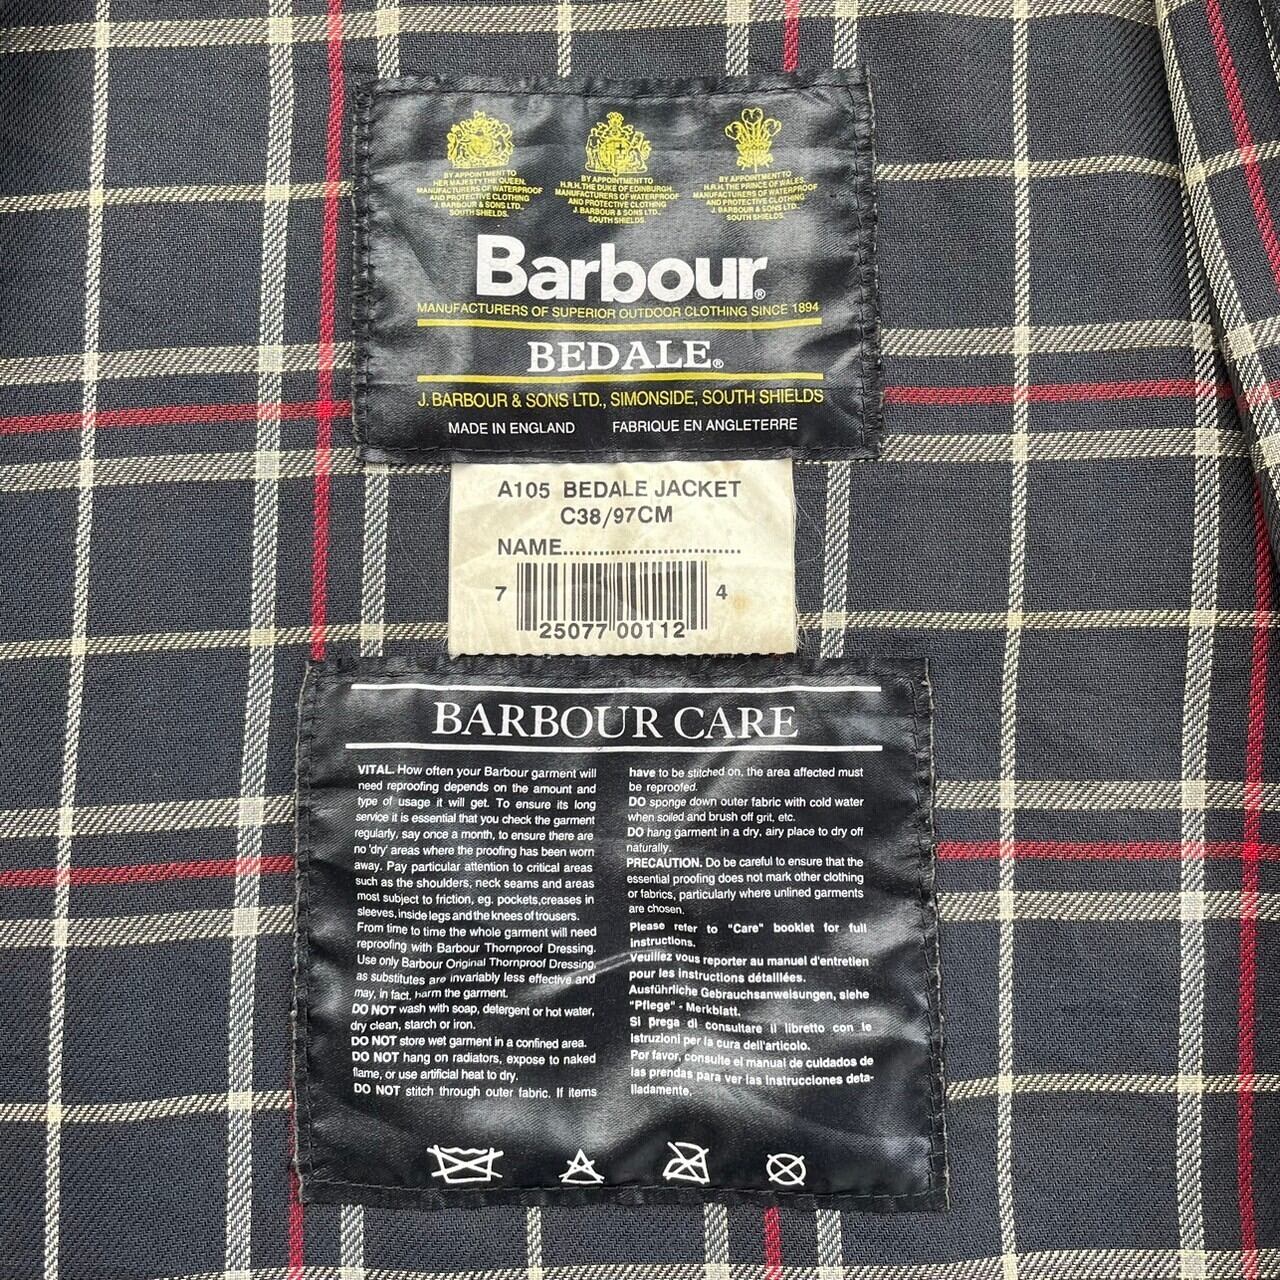 BY APPOINTMENT TO
HER MAJESTY THE QUEEN.
MANUFACTURERS OF WATERPROOF
AND PROTECTIVE CLOTHING
J. BARBOUR & SONS LTD.,
SOUTH SHIELDS.
BY APPOINTMENT TO
H.R.H. THE DUKE OF EDINBURGH.
MANUFACTURERS OF WATERPROOF
AND PROTECTIVE CLOTHING
J. BARBOUR & SONS LTD.,
SOUTH SHIELDS.
BY APPOINTMENT TO
H.R.H. THE PRINCE OF WALES.
MANUFACTURERS OF WATERPROOF
AND PROTECTIVE CLOTHING
J. BARBOUR & SONS LTD.,
SOUTH SHIELDS.
Barbour®
MANUFACTURERS OF SUPERIOR OUTDOOR CLOTHING SINCE 1894
BEDALE®
J. BARBOUR & SONS LTD., SIMONSIDE, SOUTH SHIELDS
MADE IN ENGLAND FABRIQUE EN ANGLETERRE
A105 BEDALE JACKET
C38/97CM
NAME.............................
7 25077 00112 4
BARBOUR CARE
VITAL. How often your Barbour garment will
need reproofing depends on the amount and
type of usage it will get. To ensure its long
service it is essential that you check the garment
regularly, say once a month, to ensure there are
no 'dry' areas where the proofing has been worn
away. Pay particular attention to critical areas
such as the shoulders, neck seams and areas
most subject to friction, eg. pockets,creases in
sleeves, inside legs and the knees of trousers.
From time to time the whole garment will need
reproofing with Barbour Thornproof Dressing.
Use only Barbour Original Thornproof Dressing,
as substitutes are invariably less effective and
may, in fact, harm the garment.
DO NOT wash with soap, detergent or hot water,
dry clean, starch or iron.
DO NOT store wet garment in a confined area.
DO NOT hang on radiators, expose to naked
flame, or use artificial heat to dry.
DO NOT stitch through outer fabric. If items
have to be stitched on, the area affected must
be reproofed.
DO sponge down outer fabric with cold water
when soiled and brush off grit, etc.
DO hang garment in a dry, airy place to dry off
naturally.
PRECAUTION. Do be careful to ensure that the
essential proofing does not mark other clothing
or fabrics, particularly where unlined garments
are chosen.
Please refer to "Care" booklet for full
instructions.
Veuillez vous reporter au manuel d'entretien
pour les instructions détaillées.
Ausführliche Gebrauchsanweisungen, siehe
"Pflege" - Merkblatt.
Si prega di consultare il libretto con le
istruzioni per la cura dell'articolo.
Por favor, consulte el manual de cuidados de
las prendas para ver las instrucciones deta-
lladamente.